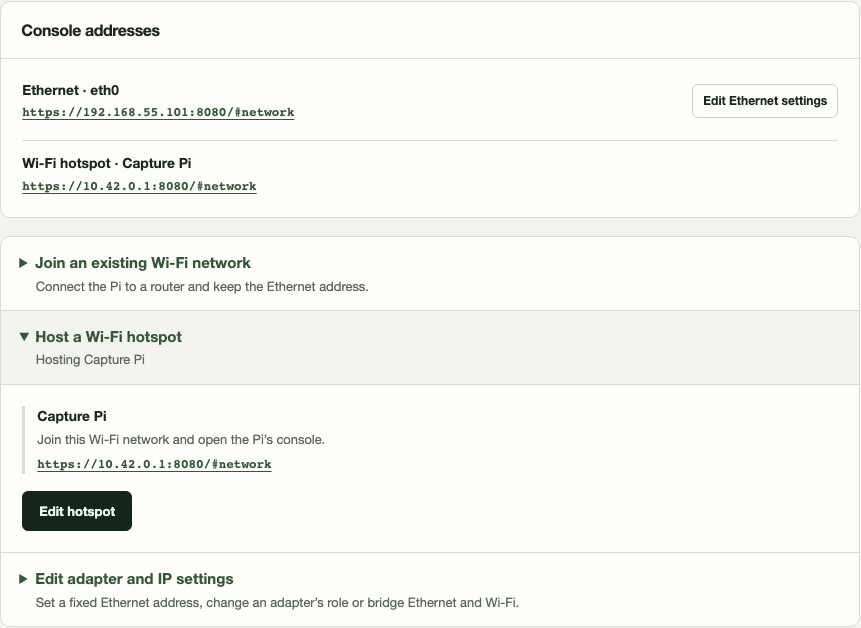 Console addresses
Ethernet · eth0
https://192.168.55.101:8080/#network
Edit Ethernet settings
Wi-Fi hotspot · Capture Pi
https://10.42.0.1:8080/#network
Join an existing Wi-Fi network
Connect the Pi to a router and keep the Ethernet address.
Host a Wi-Fi hotspot
Hosting Capture Pi
Capture Pi
Join this Wi-Fi network and open the Pi’s console.
https://10.42.0.1:8080/#network
Edit hotspot
Edit adapter and IP settings
Set a fixed Ethernet address, change an adapter’s role or bridge Ethernet and Wi-Fi.